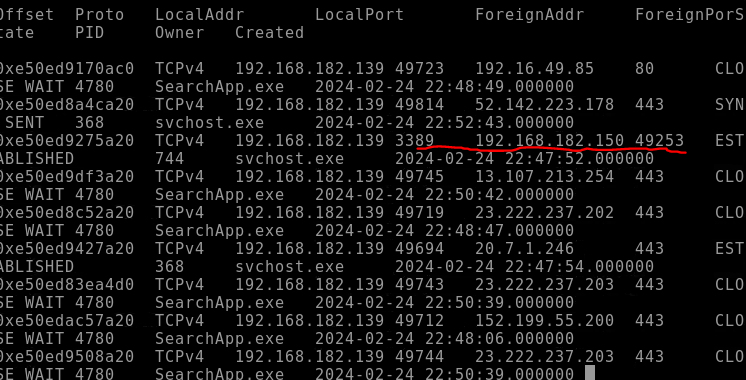 Offset  Proto  LocalAddr  LocalPort  ForeignAddr  ForeignPorS
tate  PID  Owner  Created
0xe50ed9170ac0  TCPv4  192.168.182.139  49723  192.16.49.85  80  CLO
SE WAIT  4780  SearchApp.exe  2024-02-24 22:48:49.000000
0xe50ed8a4ca20  TCPv4  192.168.182.139  49814  52.142.223.178  443  SYN
SENT  368  svchost.exe  2024-02-24 22:52:43.000000
0xe50ed9275a20  TCPv4  192.168.182.139  3389  192.168.182.150  49253  EST
ABLISHED  744  svchost.exe  2024-02-24 22:47:52.000000
0xe50ed9df3a20  TCPv4  192.168.182.139  49745  13.107.213.254  443  CLO
SE WAIT  4780  SearchApp.exe  2024-02-24 22:50:42.000000
0xe50ed8c52a20  TCPv4  192.168.182.139  49719  23.222.237.202  443  CLO
SE WAIT  4780  SearchApp.exe  2024-02-24 22:48:47.000000
0xe50ed9427a20  TCPv4  192.168.182.139  49694  20.7.1.246  443  EST
ABLISHED  368  svchost.exe  2024-02-24 22:47:54.000000
0xe50ed83ea4d0  TCPv4  192.168.182.139  49743  23.222.237.203  443  CLO
SE WAIT  4780  SearchApp.exe  2024-02-24 22:50:39.000000
0xe50edac57a20  TCPv4  192.168.182.139  49712  152.199.55.200  443  CLO
SE WAIT  4780  SearchApp.exe  2024-02-24 22:48:06.000000
0xe50ed9508a20  TCPv4  192.168.182.139  49744  23.222.237.203  443  CLO
SE WAIT  4780  SearchApp.exe  2024-02-24 22:50:39.000000